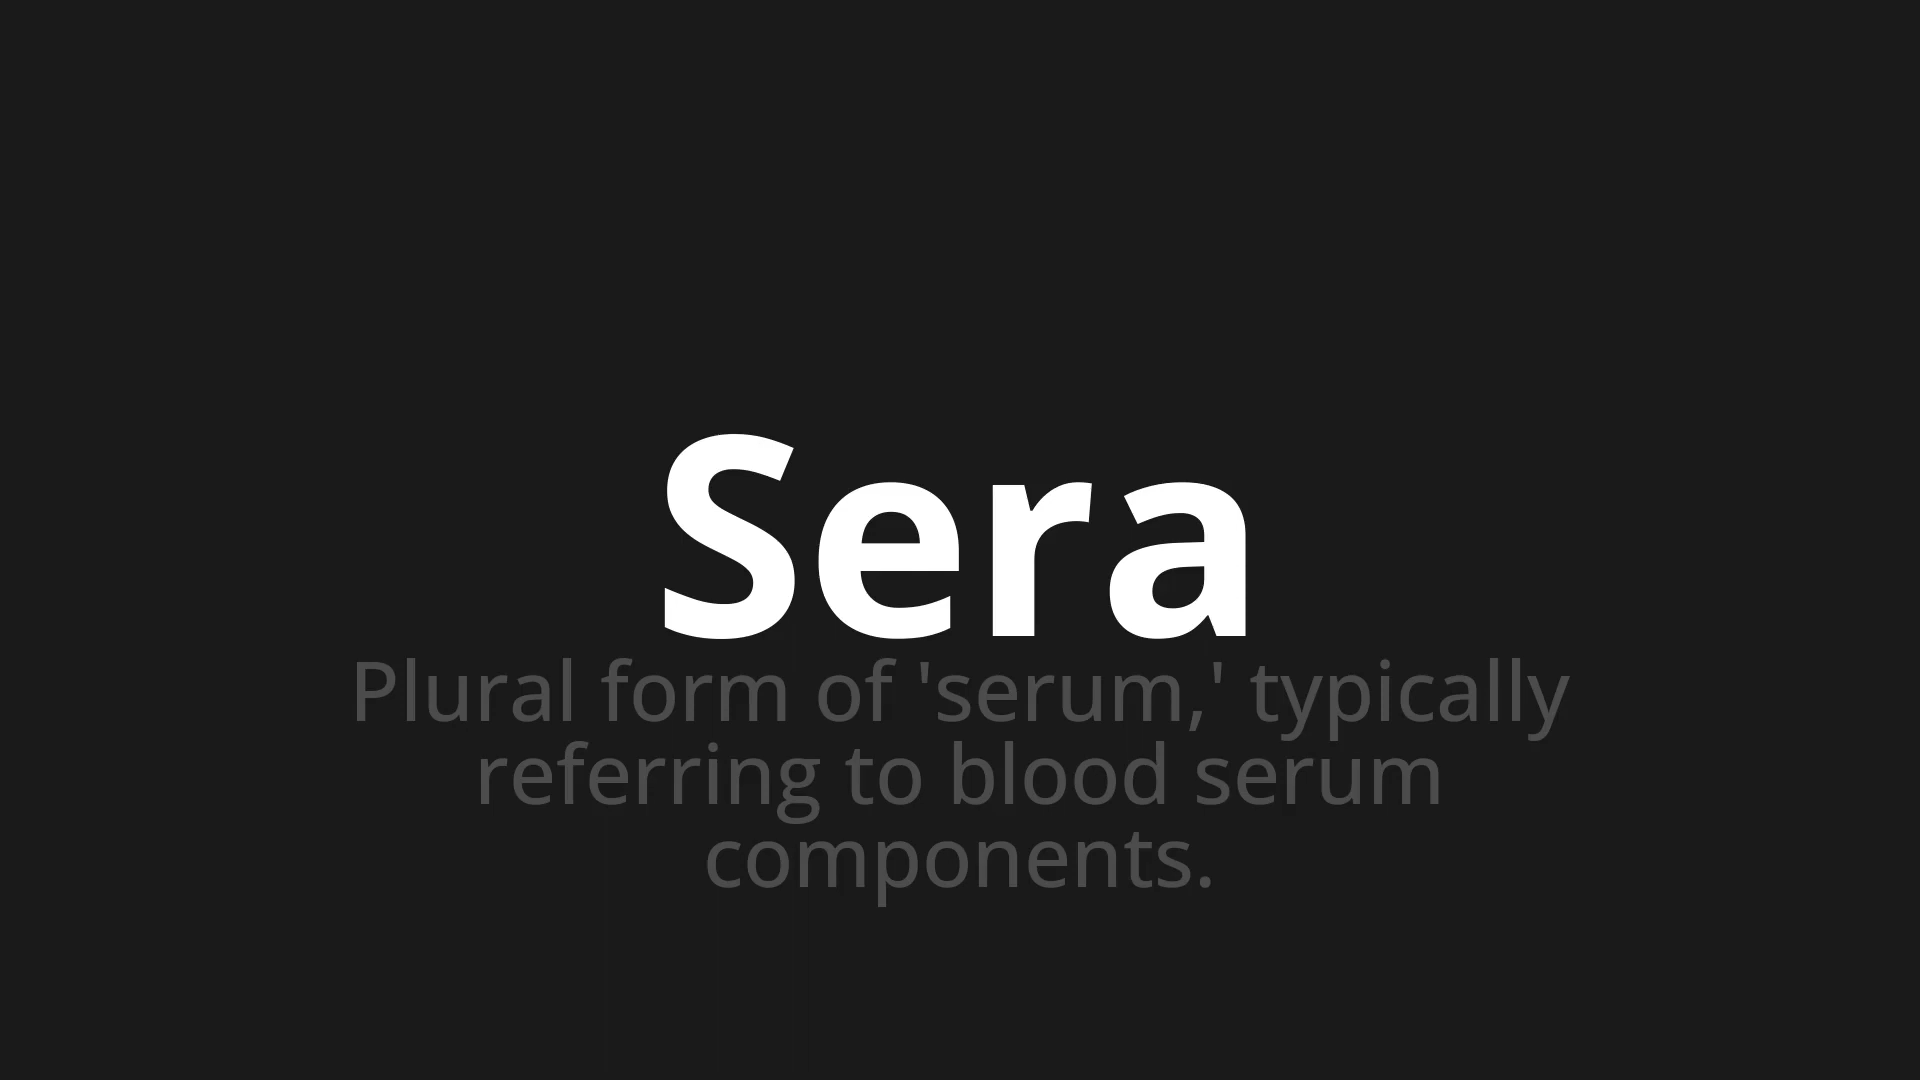 Sera
Plural form of 'serum,' typically
referring to blood serum
components.